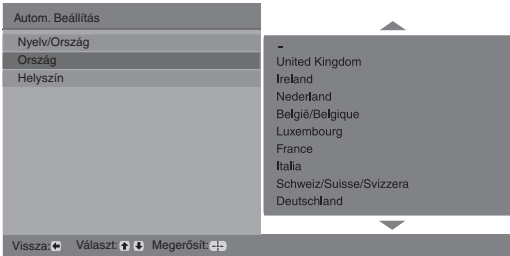 Autom. Beállítás
Nyelv/Ország
Ország
Helyszín
-
United Kingdom
Ireland
Nederland
België/Belgique
Luxembourg
France
Italia
Schweiz/Suisse/Svizzera
Deutschland
Vissza: Választ: Megerősít: